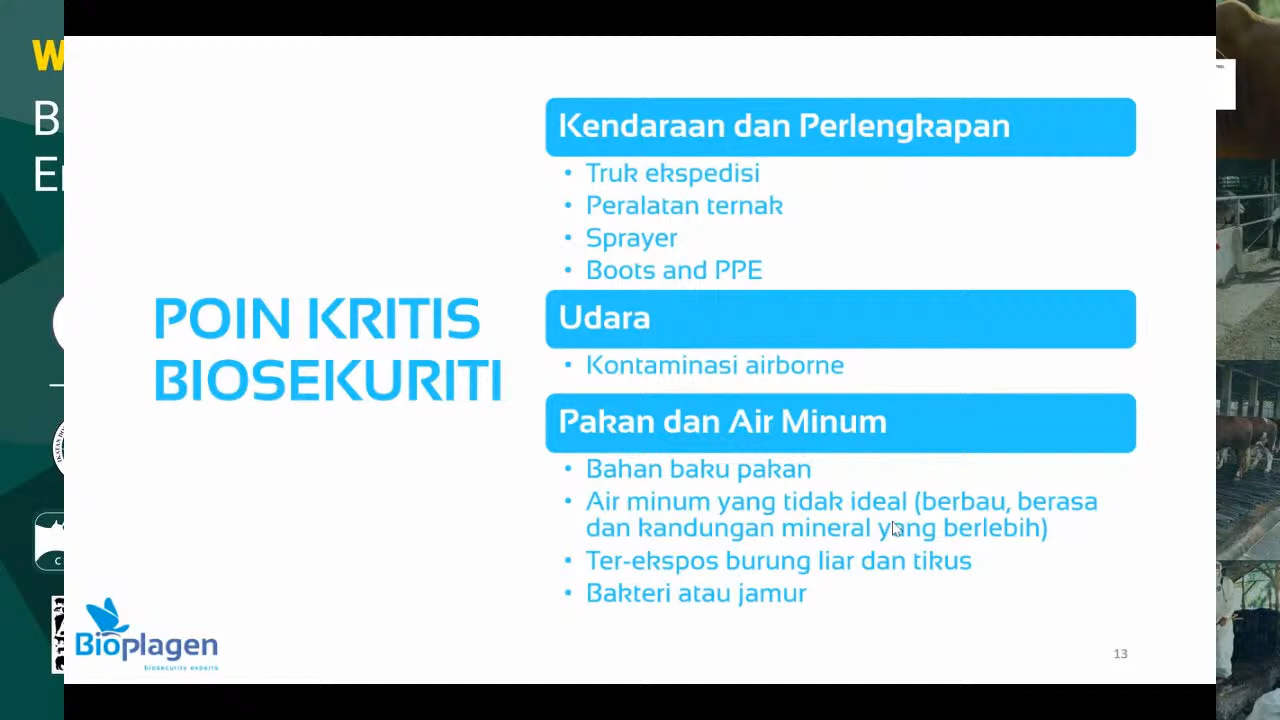 POIN KRITIS
BIOSEKURITI
Kendaraan dan Perlengkapan
• Truk ekspedisi
• Peralatan ternak
• Sprayer
• Boots and PPE
Udara
• Kontaminasi airborne
Pakan dan Air Minum
• Bahan baku pakan
• Air minum yang tidak ideal (berbau, berasa
dan kandungan mineral yang berlebih)
• Ter-ekspos burung liar dan tikus
• Bakteri atau jamur
Bioplagen
biosecurity experts
13